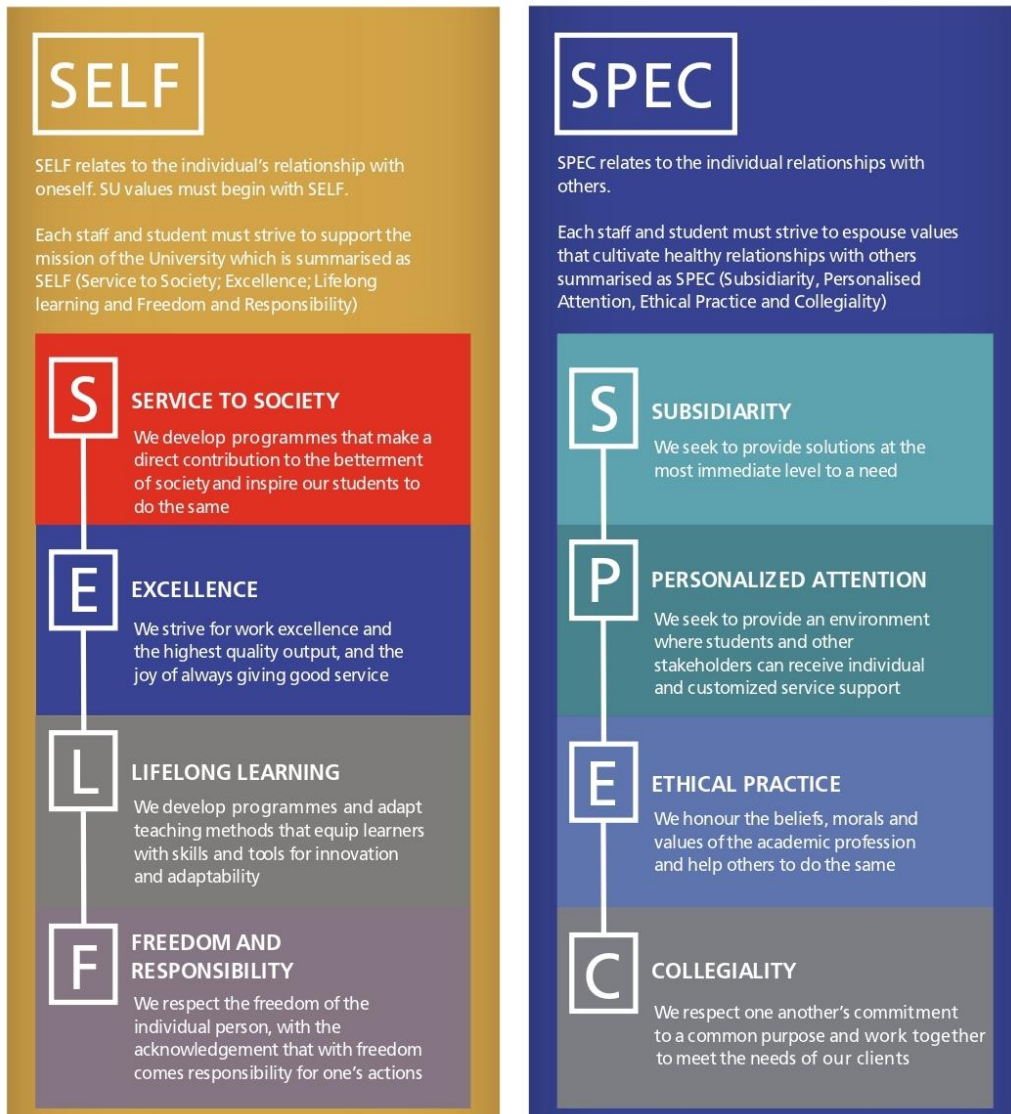 SELF
SELF relates to the individual's relationship with
oneself. SU values must begin with SELF.
Each staff and student must strive to support the
mission of the University which is summarised as
SELF (Service to Society; Excellence; Lifelong
learning and Freedom and Responsibility)
S
SERVICE TO SOCIETY
We develop programmes that make a
direct contribution to the betterment
of society and inspire our students to
do the same
E
EXCELLENCE
We strive for work excellence and
the highest quality output, and the
joy of always giving good service
L
LIFELONG LEARNING
We develop programmes and adapt
teaching methods that equip learners
with skills and tools for innovation
and adaptability
F
FREEDOM AND
RESPONSIBILITY
We respect the freedom of the
individual person, with the
acknowledgement that with freedom
comes responsibility for one's actions
SPEC
SPEC relates to the individual relationships with
others.
Each staff and student must strive to espouse values
that cultivate healthy relationships with others
summarised as SPEC (Subsidiarity, Personalised
Attention, Ethical Practice and Collegiality)
S
SUBSIDIARITY
We seek to provide solutions at the
most immediate level to a need
P
PERSONALIZED ATTENTION
We seek to provide an environment
where students and other
stakeholders can receive individual
and customized service support
E
ETHICAL PRACTICE
We honour the beliefs, morals and
values of the academic profession
and help others to do the same
C
COLLEGIALITY
We respect one another's commitment
to a common purpose and work together
to meet the needs of our clients